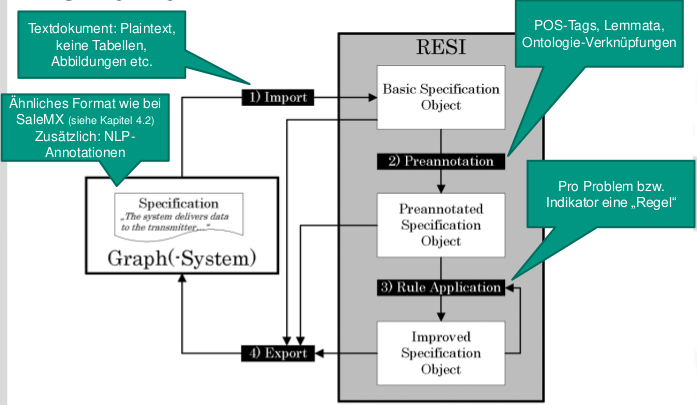 Textdokument: Plaintext,
keine Tabellen,
Abbildungen etc.
POS-Tags, Lemmata,
Ontologie-Verknüpfungen
RESI
1) Import
Basic Specification
Object
Ähnliches Format wie bei
SaleMX (siehe Kapitel 4.2)
Zusätzlich: NLP-
Annotationen
2) Preannotation
Pro Problem bzw.
Indikator eine „Regel“
Specification
„The system delivers data
to the transmitter,...“
Graph(-System)
Preannotated
Specification
Object
3) Rule Application
4) Export
Improved
Specification
Object